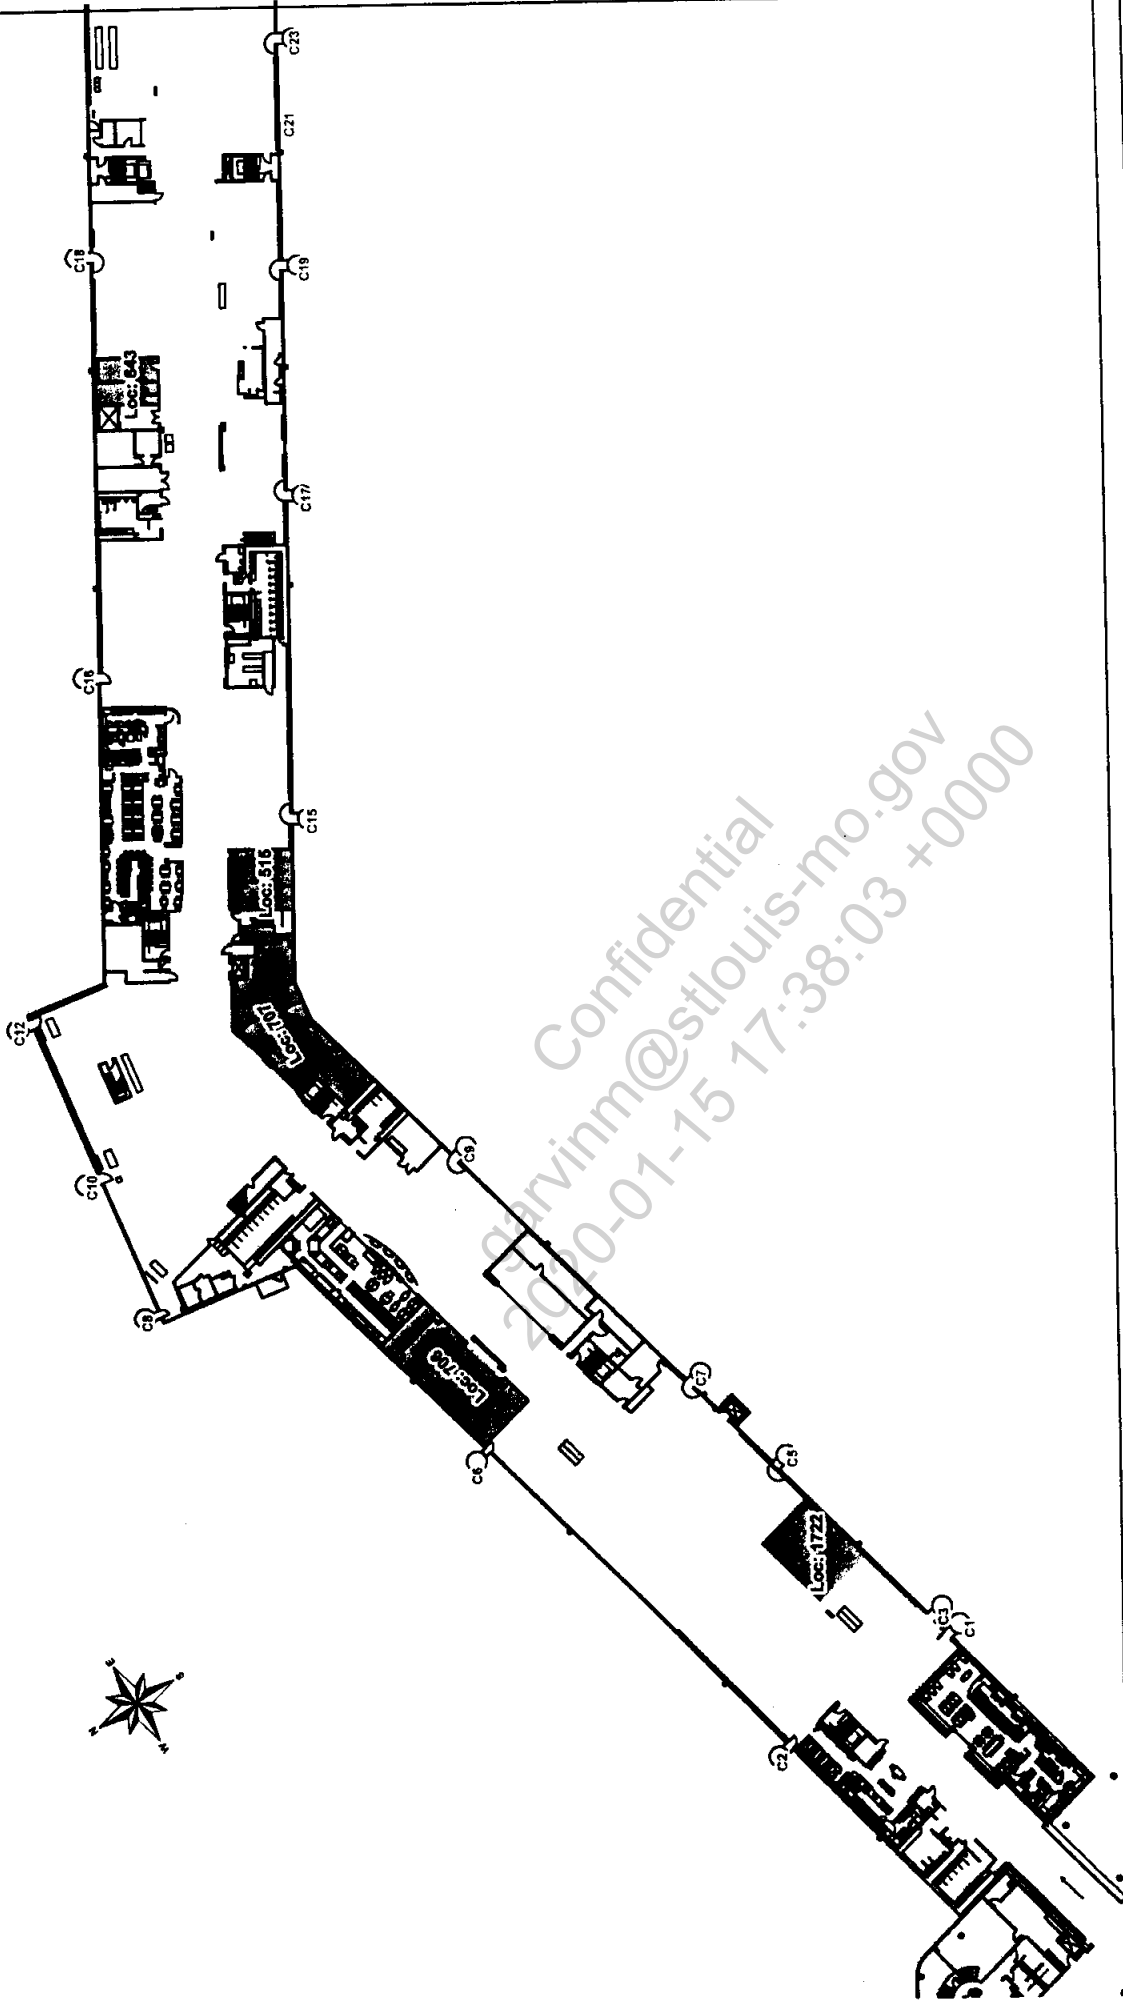 C23
C21
C18
C19
Loc: 643
C17
C16
C15
Loc: 515
C12
Loc: 707
C10
C9
C8
Loc: 706
C7
C6
C5
Loc: 1722
C3
C1
C2
N
E
S
W
Confidential
garvinm@stlouis-mo.gov
2020-01-15 17:38:03 +0000